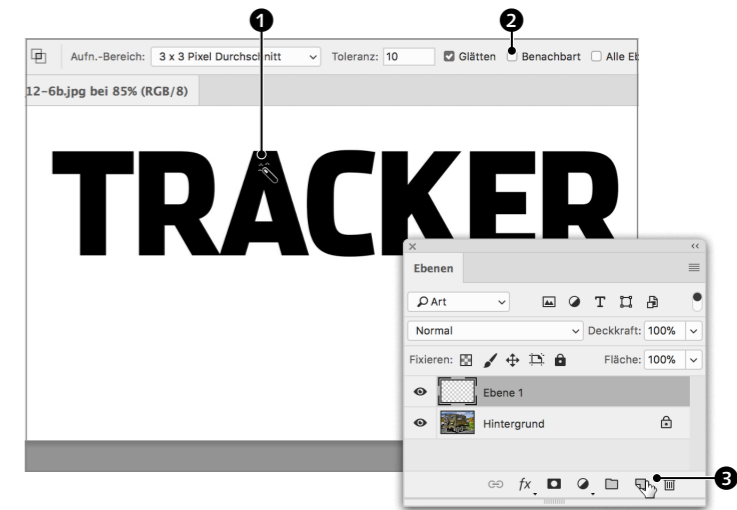 1 2
Aufn.-Bereich: 3 x 3 Pixel Durchschnitt Toleranz: 10 Glätten Benachbart Alle Eb
12-6b.jpg bei 85% (RGB/8)
TRACKER
Ebenen
Art T
Normal Deckkraft: 100%
Fixieren: Fläche: 100%
Ebene 1
Hintergrund
fx 3